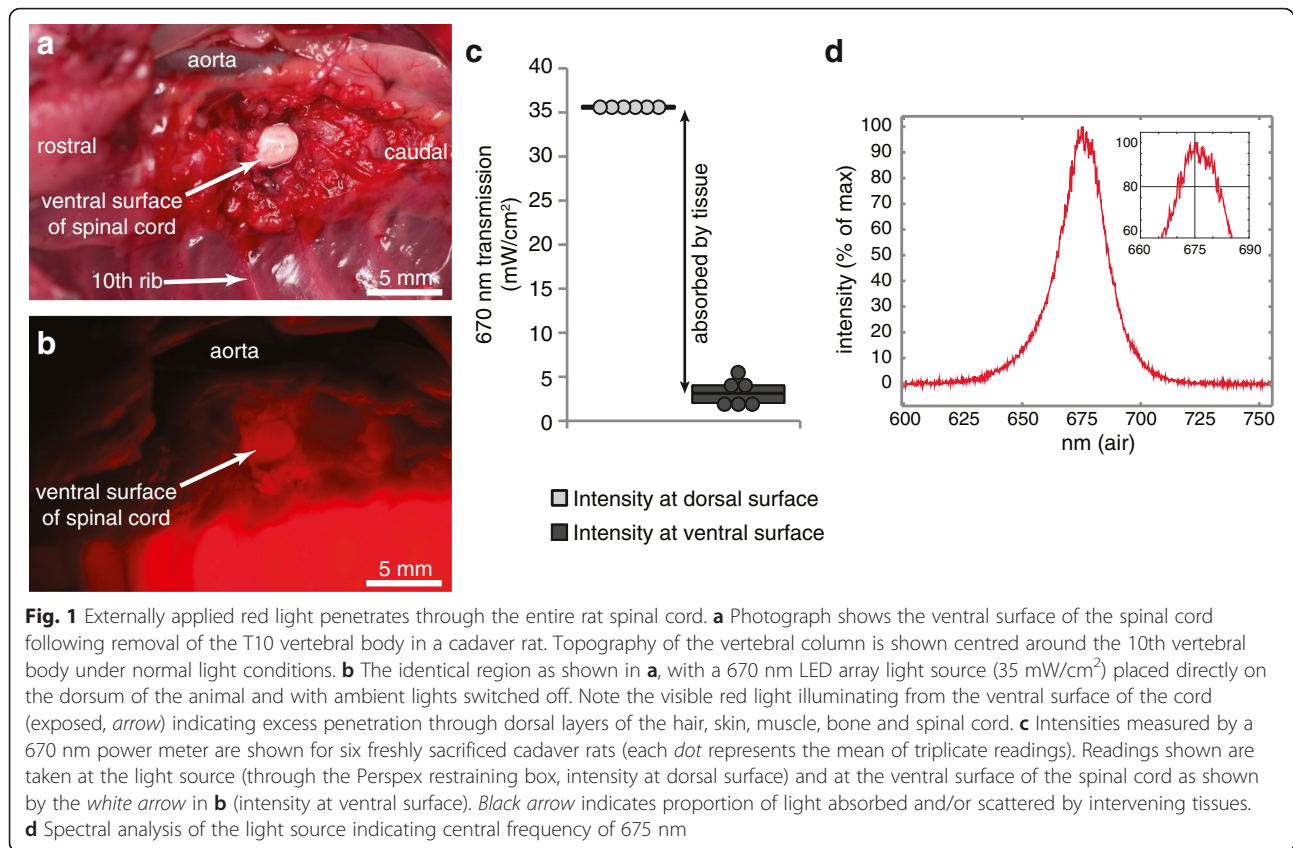 a
aorta
rostral
caudal
ventral surface
of spinal cord
10th rib
5 mm
b
aorta
ventral surface
of spinal cord
5 mm
c
670 nm transmission
(mW/cm²)
40
35
30
25
20
15
10
5
0
absorbed by tissue
Intensity at dorsal surface
Intensity at ventral surface
d
intensity (% of max)
100
90
80
70
60
50
40
30
20
10
0
600
625
650
675
700
725
750
nm (air)
100
80
60
660
675
690
Fig. 1 Externally applied red light penetrates through the entire rat spinal cord. a Photograph shows the ventral surface of the spinal cord
following removal of the T10 vertebral body in a cadaver rat. Topography of the vertebral column is shown centred around the 10th vertebral
body under normal light conditions. b The identical region as shown in a, with a 670 nm LED array light source (35 mW/cm²) placed directly on
the dorsum of the animal and with ambient lights switched off. Note the visible red light illuminating from the ventral surface of the cord
(exposed, arrow) indicating excess penetration through dorsal layers of the hair, skin, muscle, bone and spinal cord. c Intensities measured by a
670 nm power meter are shown for six freshly sacrificed cadaver rats (each dot represents the mean of triplicate readings). Readings shown are
taken at the light source (through the Perspex restraining box, intensity at dorsal surface) and at the ventral surface of the spinal cord as shown
by the white arrow in b (intensity at ventral surface). Black arrow indicates proportion of light absorbed and/or scattered by intervening tissues.
d Spectral analysis of the light source indicating central frequency of 675 nm